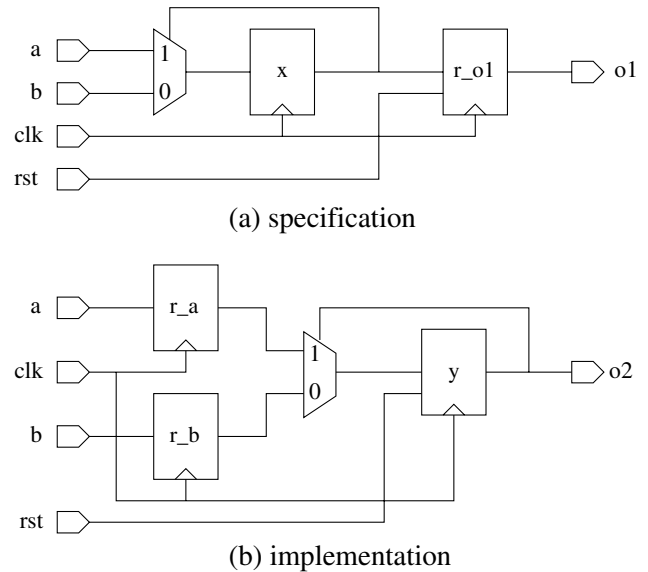 a
1
x
r_o1
o1
b
0
clk
rst
(a) specification
a
r_a
1
clk
y
o2
0
b
r_b
rst
(b) implementation